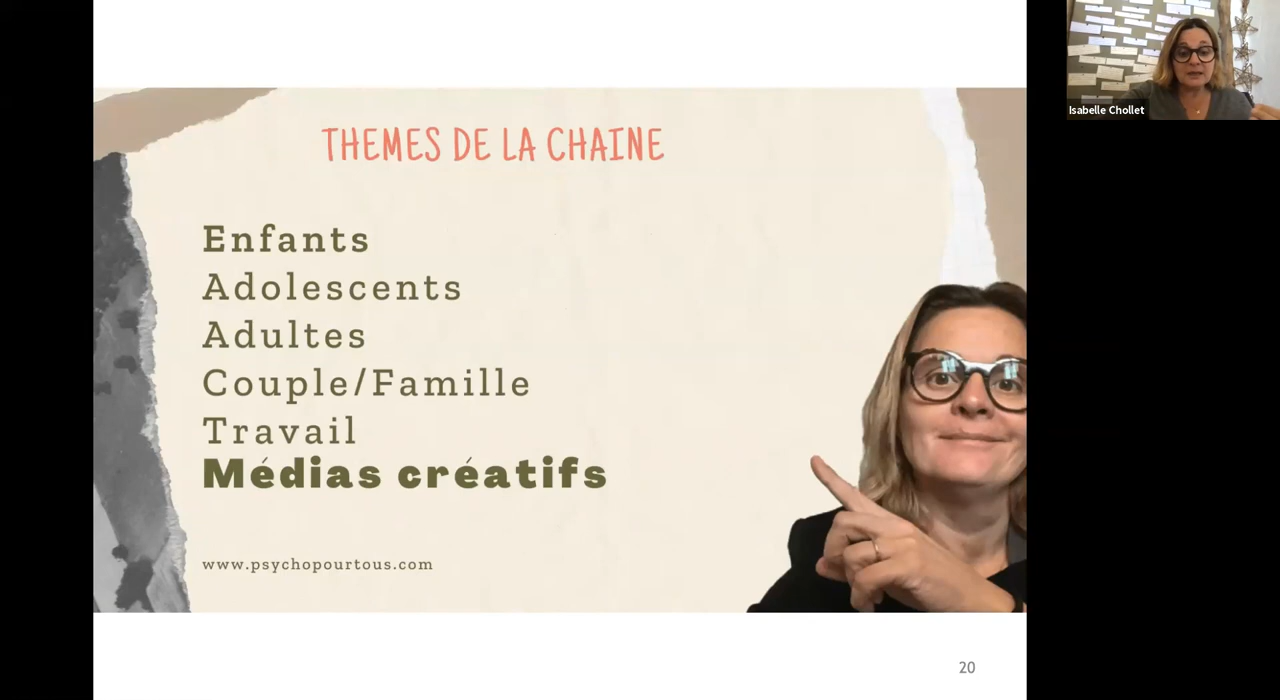 THEMES DE LA CHAINE
Enfants
Adolescents
Adultes
Couple/Famille
Travail
Médias créatifs
www.psychopourtous.com
20
Isabelle Chollet